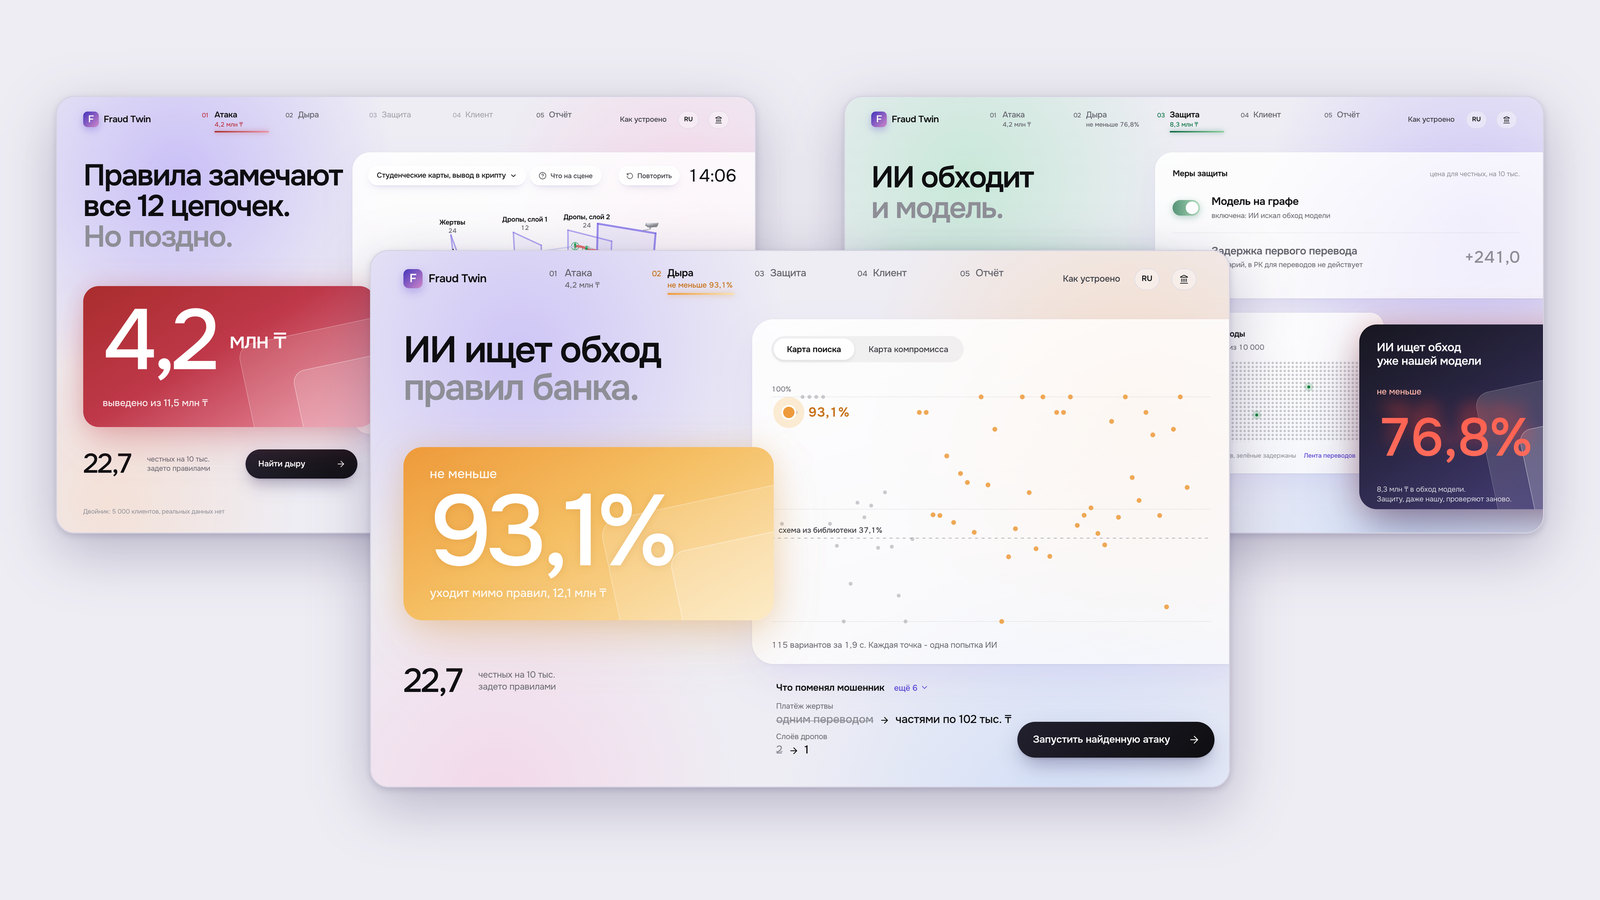 F Fraud Twin
01 Атака
4,2 млн ₸
02 Дыра
03 Защита
04 Клиент
05 Отчёт
Как устроено
RU
Правила замечают
все 12 цепочек.
Но поздно.
4,2 млн ₸
выведено из 11,5 млн ₸
22,7
честных на 10 тыс.
задето правилами
Найти дыру →
Двойник: 5 000 клиентов, реальных данных нет
Студенческие карты, вывод в крипту
Что на сцене
Повторить
14:06
Жертвы
24
Дропы, слой 1
12
Дропы, слой 2
24
F Fraud Twin
01 Атака
4,2 млн ₸
02 Дыра
не меньше 93,1%
03 Защита
04 Клиент
05 Отчёт
Как устроено
RU
ИИ ищет обход
правил банка.
не меньше
93,1%
уходит мимо правил, 12,1 млн ₸
22,7
честных на 10 тыс.
задето правилами
Карта поиска
Карта компромисса
100%
93,1%
схема из библиотеки 37,1%
115 вариантов за 1,9 с. Каждая точка - одна попытка ИИ
Что поменял мошенник
ещё 6
Платёж жертвы
одним переводом → частями по 102 тыс. ₸
Слоёв дропов
2 → 1
Запустить найденную атаку →
F Fraud Twin
01 Атака
4,2 млн ₸
02 Дыра
не меньше 76,8%
03 Защита
8,3 млн ₸
04 Клиент
05 Отчёт
Как устроено
RU
ИИ обходит
и модель.
Меры защиты
цена для честных, на 10 тыс.
Модель на графе
включена: ИИ искал обход модели
Задержка первого перевода
в РК для переводов не действует
+241,0
из 10 000
зелёные задержаны
Лента переводов
ИИ ищет обход
уже нашей модели
не меньше
76,8%
8,3 млн ₸ в обход модели.
Защиту, даже нашу, проверяют заново.